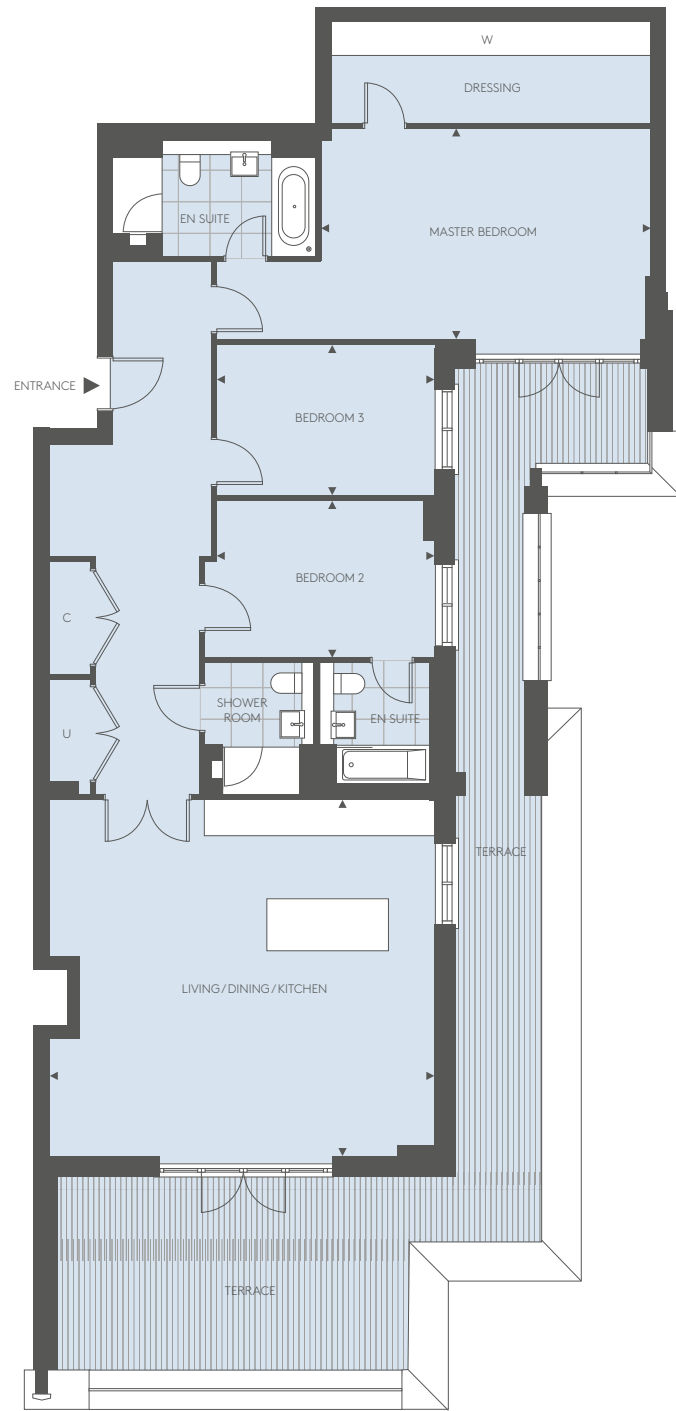 W
DRESSING
EN SUITE
MASTER BEDROOM
ENTRANCE
BEDROOM 3
BEDROOM 2
C
SHOWER
ROOM
EN SUITE
U
TERRACE
LIVING/DINING/KITCHEN
TERRACE